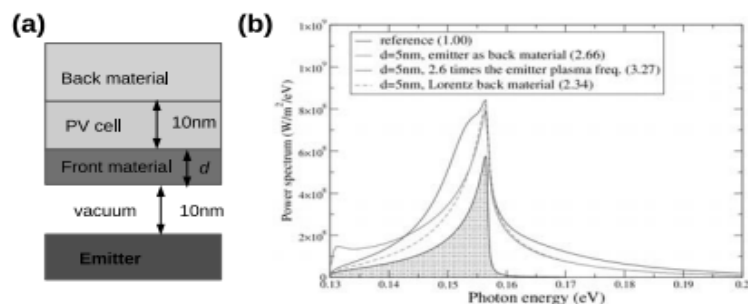 (a)
Back material
PV cell
10nm
Front material
d
vacuum
10nm
Emitter
(b)
reference (1.00)
d=5nm, emitter as back material (2.66)
d=5nm, 2.6 times the emitter plasma freq. (3.27)
d=5nm, Lorentz back material (2.34)
Power spectrum (W/m²/eV)
0
0.13
0.14
0.15
0.16
0.17
0.18
0.19
0.2
Photon energy (eV)